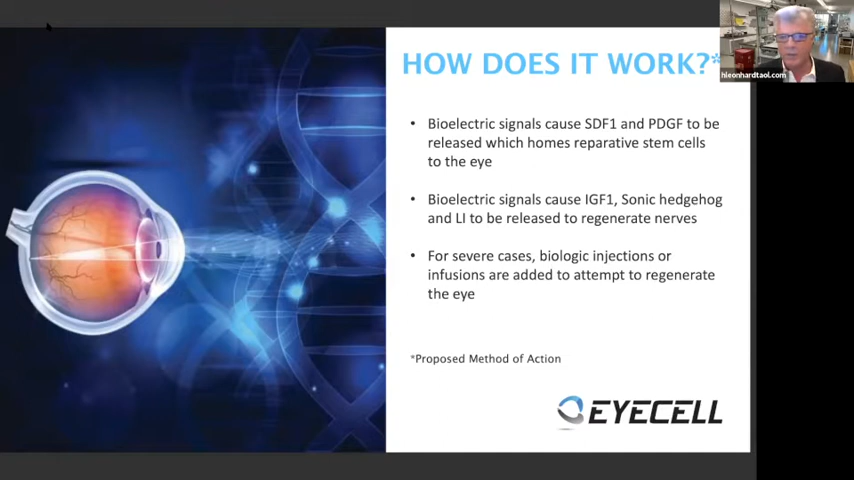 HOW DOES IT WORK?*
hleonhardtaol.com
• Bioelectric signals cause SDF1 and PDGF to be
released which homes reparative stem cells
to the eye
• Bioelectric signals cause IGF1, Sonic hedgehog
and LI to be released to regenerate nerves
• For severe cases, biologic injections or
infusions are added to attempt to regenerate
the eye
*Proposed Method of Action
EYECELL